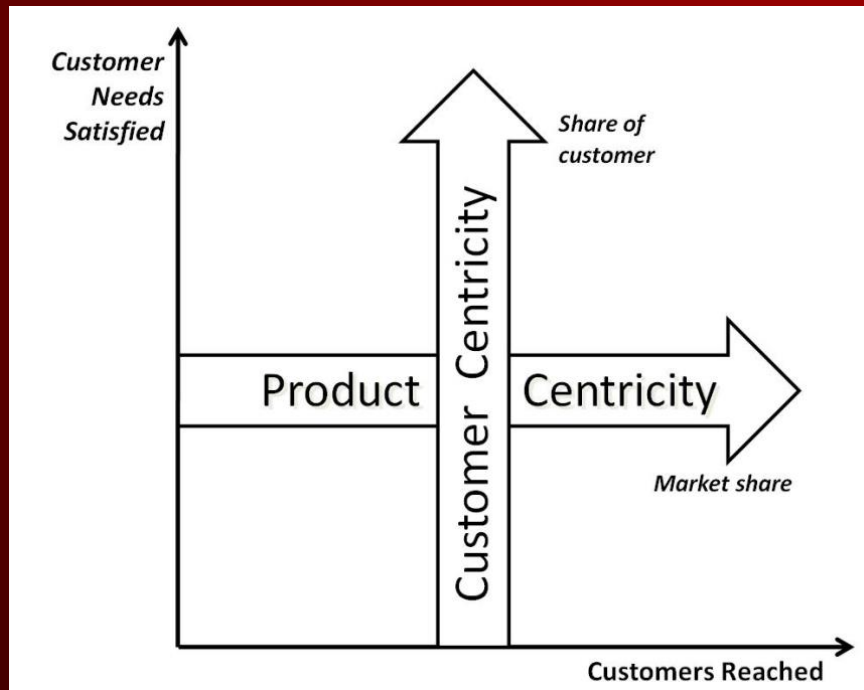 Customer
Needs
Satisfied
Share of
customer
Customer Centricity
Product Centricity
Market share
Customers Reached